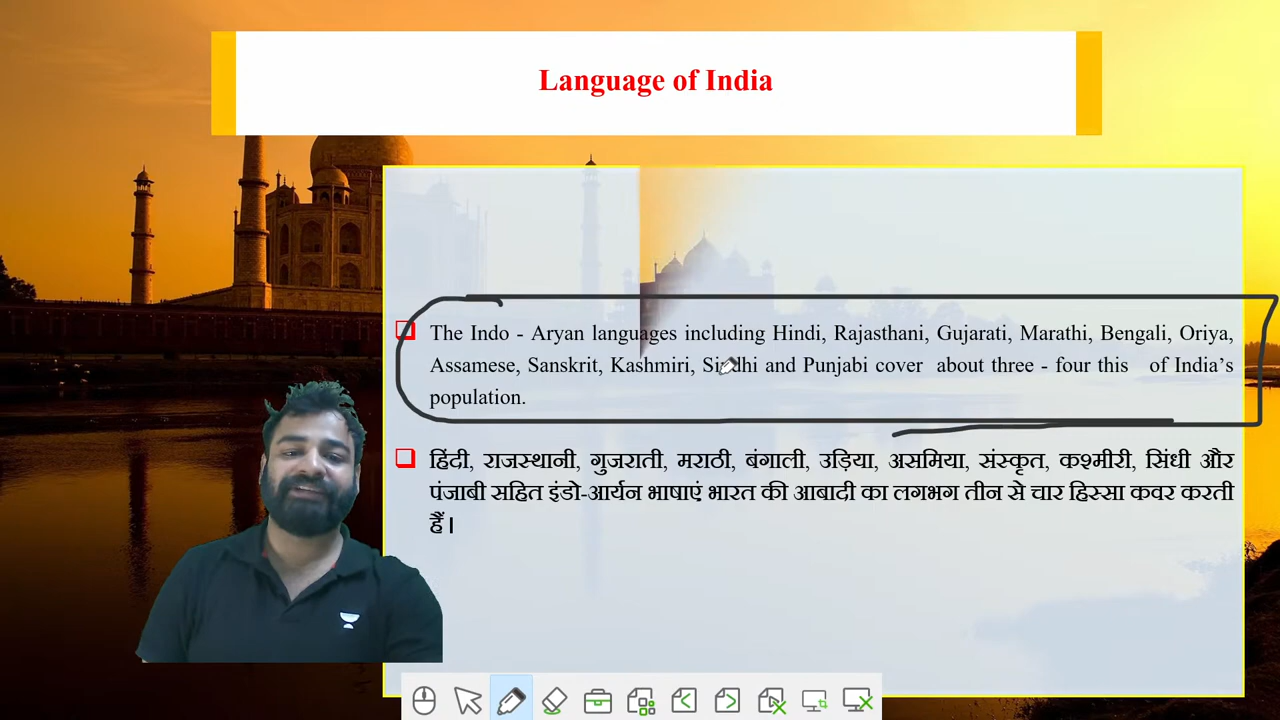 Language of India
The Indo - Aryan languages including Hindi, Rajasthani, Gujarati, Marathi, Bengali, Oriya,
Assamese, Sanskrit, Kashmiri, Sindhi and Punjabi cover about three - four this of India's
population.
हिंदी, राजस्थानी, गुजराती, मराठी, बंगाली, उड़िया, असमिया, संस्कृत, कश्मीरी, सिंधी और
पंजाबी सहित इंडो-आर्यन भाषाएं भारत की आबादी का लगभग तीन से चार हिस्सा कवर करती
हैं।